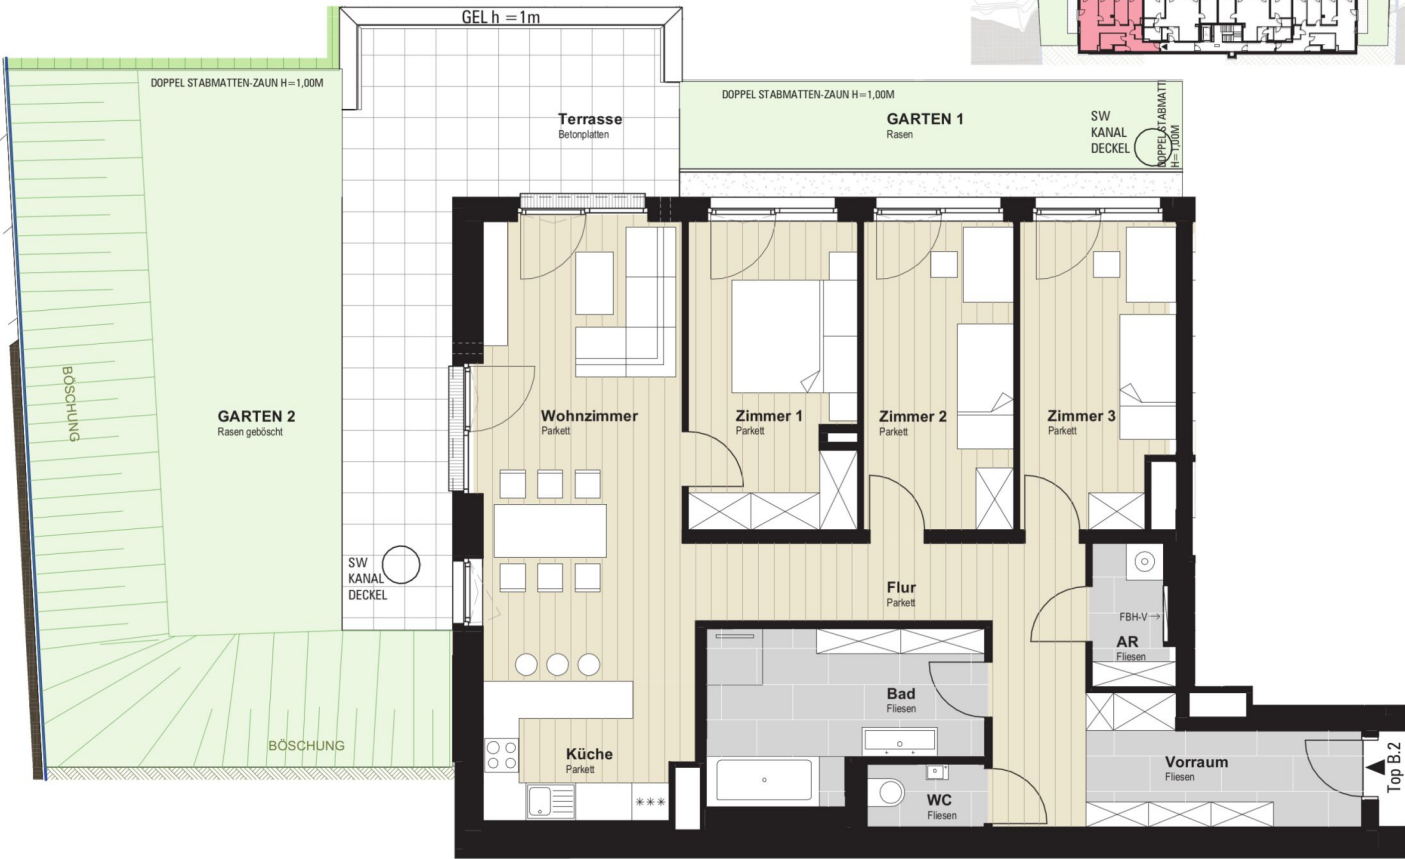 GEL h =1m
DOPPEL STABMATTEN-ZAUN H=1,00M
DOPPEL STABMATTEN-ZAUN H=1,00M
Terrasse
Betonplatten
GARTEN 1
Rasen
SW
KANAL
DECKEL
DOPPEL STABMATT
H=1,00M
BÖSCHUNG
GARTEN 2
Rasen geböscht
Wohnzimmer
Parkett
Zimmer 1
Parkett
Zimmer 2
Parkett
Zimmer 3
Parkett
SW
KANAL
DECKEL
Flur
Parkett
FBH-V
AR
Fliesen
Bad
Fliesen
BÖSCHUNG
Küche
Parkett
***
WC
Fliesen
Vorraum
Fliesen
Top B.2